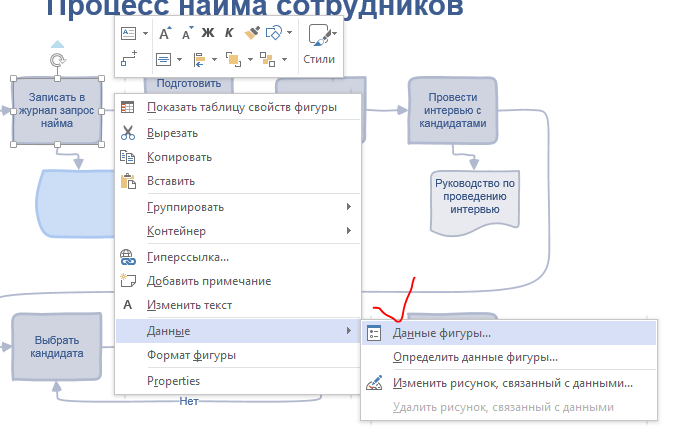 Процесс найма сотрудников
Ж К
Стили
Записать в
журнал запрос
найма
Подготовить
Провести
интервью с
кандидатами
Руководство по
проведению
интервью
Показать таблицу свойств фигуры
Вырезать
Копировать
Вставить
Группировать
Контейнер
Гиперссылка...
Добавить примечание
A Изменить текст
Данные
Формат фигуры
Properties
Данные фигуры...
Определить данные фигуры...
Изменить рисунок, связанный с данными...
Удалить рисунок, связанный с данными
Выбрать
кандидата
Нет